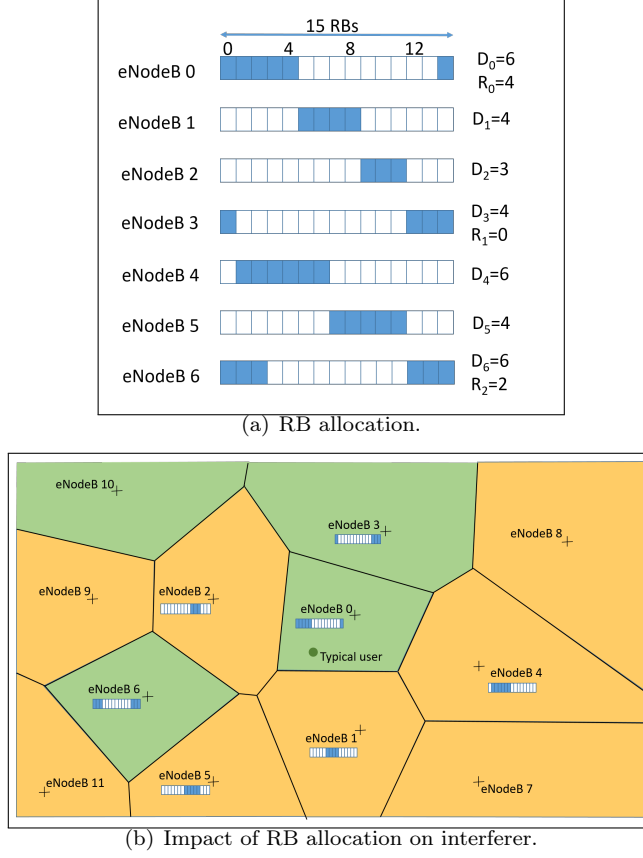 15 RBs
0 4 8 12
eNodeB 0
D0=6
R0=4
eNodeB 1
D1=4
eNodeB 2
D2=3
eNodeB 3
D3=4
R1=0
eNodeB 4
D4=6
eNodeB 5
D5=4
eNodeB 6
D6=6
R2=2
(a) RB allocation.
eNodeB 10
eNodeB 3
eNodeB 8
eNodeB 9
eNodeB 2
eNodeB 0
Typical user
eNodeB 4
eNodeB 6
eNodeB 1
eNodeB 5
eNodeB 11
eNodeB 7
(b) Impact of RB allocation on interferer.